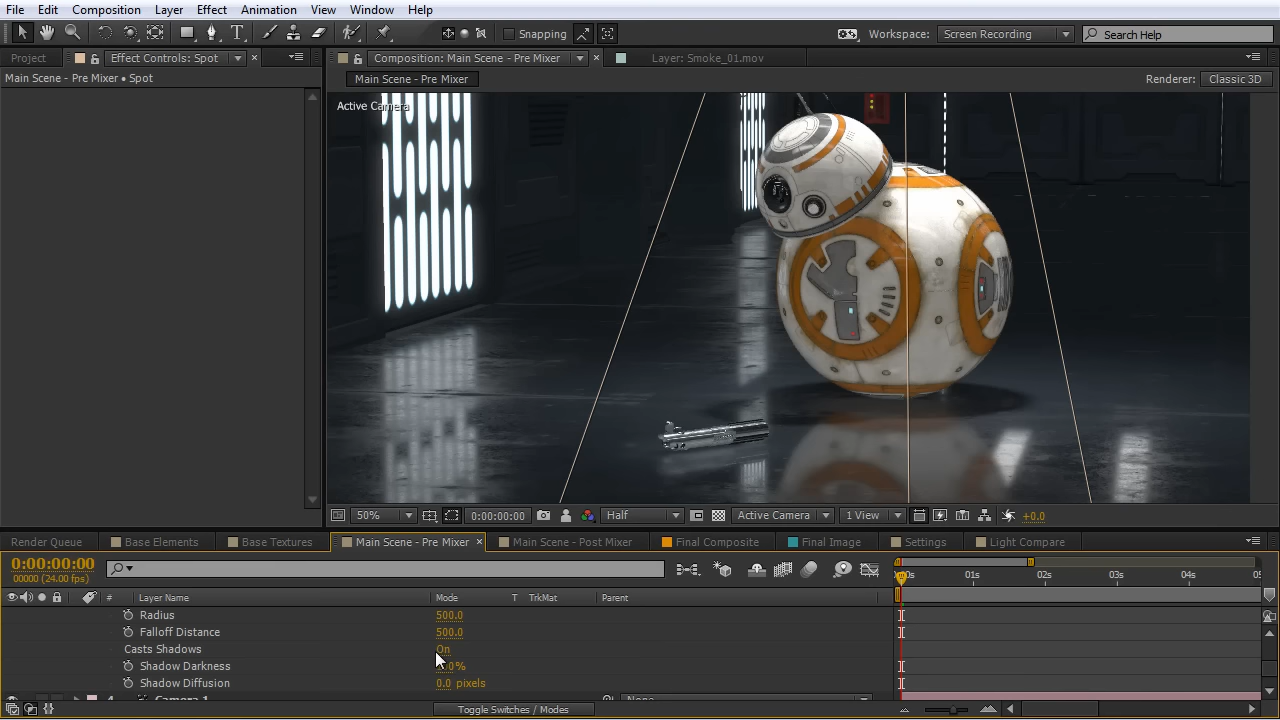 File Edit Composition Layer Effect Animation View Window Help
Snapping Workspace: Screen Recording Search Help
Project Effect Controls: Spot Composition: Main Scene - Pre Mixer Layer: Smoke_01.mov
Main Scene - Pre Mixer • Spot Main Scene - Pre Mixer Renderer: Classic 3D
Active Camera
50% 0:00:00:00 Half Active Camera 1 View +0.0
Render Queue Base Elements Base Textures Main Scene - Pre Mixer Main Scene - Post Mixer Final Composite Final Image Settings Light Compare
0:00:00:00
00000 (24.00 fps)
01s 02s 03s 04s
# Layer Name Mode T TrkMat Parent
Radius 500.0
Falloff Distance 500.0
Casts Shadows On
Shadow Darkness
Shadow Diffusion 0.0 pixels
Camera 1 None
Toggle Switches / Modes